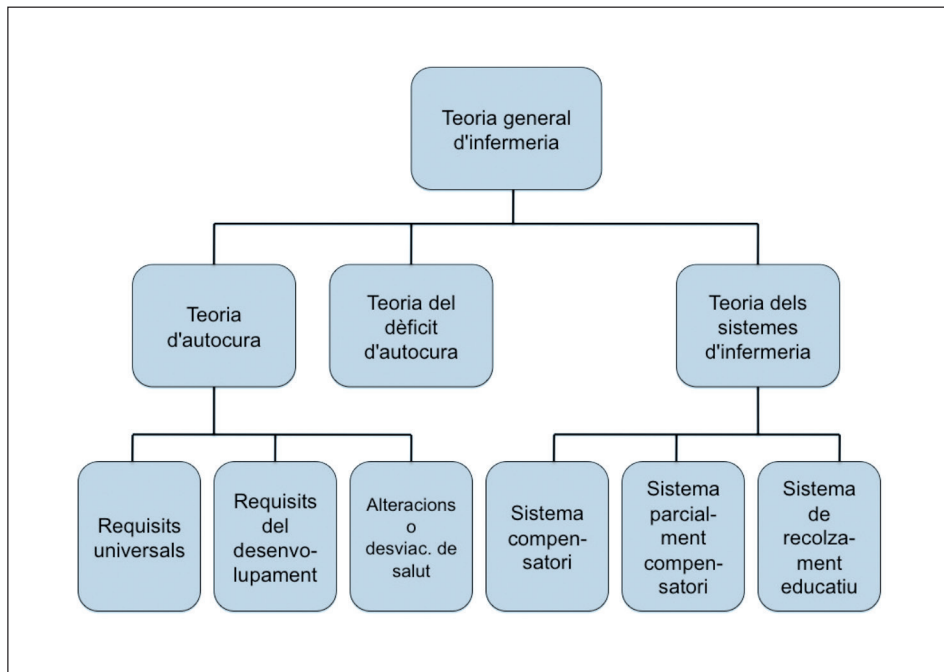 Teoria general
d'infermeria
Teoria
d'autocura
Teoria del
dèficit
d'autocura
Teoria dels
sistemes
d'infermeria
Requisits
universals
Requisits
del
desenvo-
lupament
Alteracions
o
desviac. de
salut
Sistema
compen-
satori
Sistema
parcial-
ment
compen-
satori
Sistema
de
recolza-
ment
educatiu